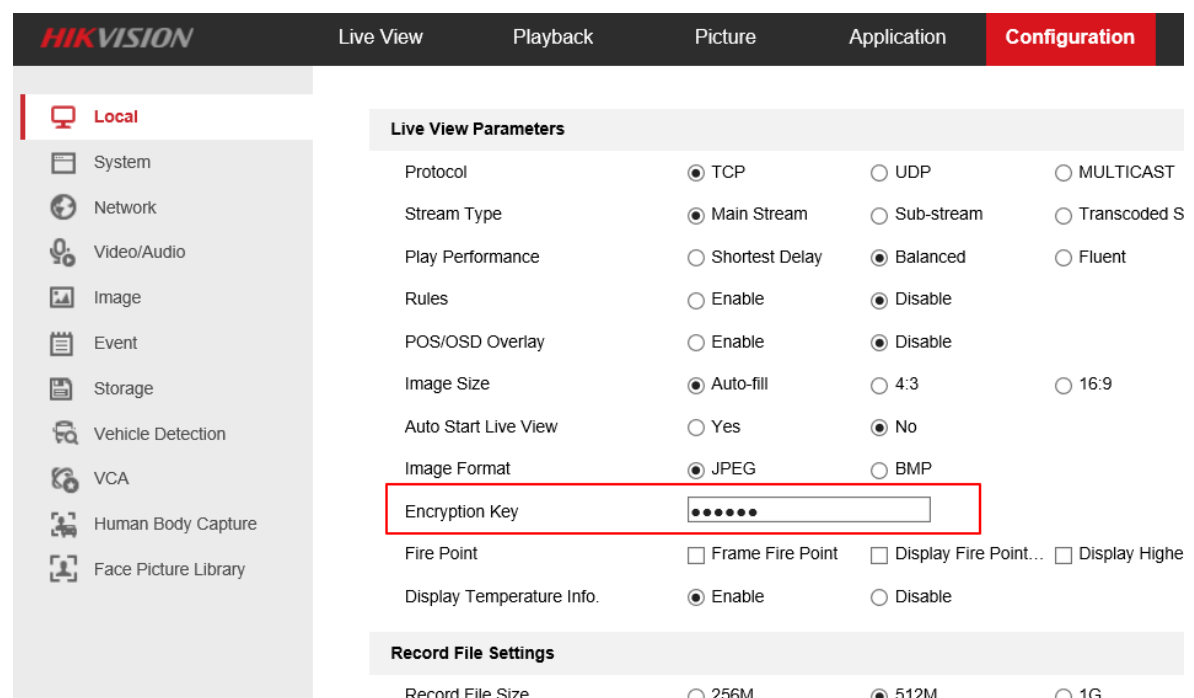 HIKVISION Live View Playback Picture Application Configuration
Local
System
Network
Video/Audio
Image
Event
Storage
Vehicle Detection
VCA
Human Body Capture
Face Picture Library
Live View Parameters
Protocol TCP UDP MULTICAST
Stream Type Main Stream Sub-stream Transcoded S
Play Performance Shortest Delay Balanced Fluent
Rules Enable Disable
POS/OSD Overlay Enable Disable
Image Size Auto-fill 4:3 16:9
Auto Start Live View Yes No
Image Format JPEG BMP
Encryption Key ••••••
Fire Point Frame Fire Point Display Fire Point... Display Highe
Display Temperature Info. Enable Disable
Record File Settings
Record File Size 256M 512M 1G